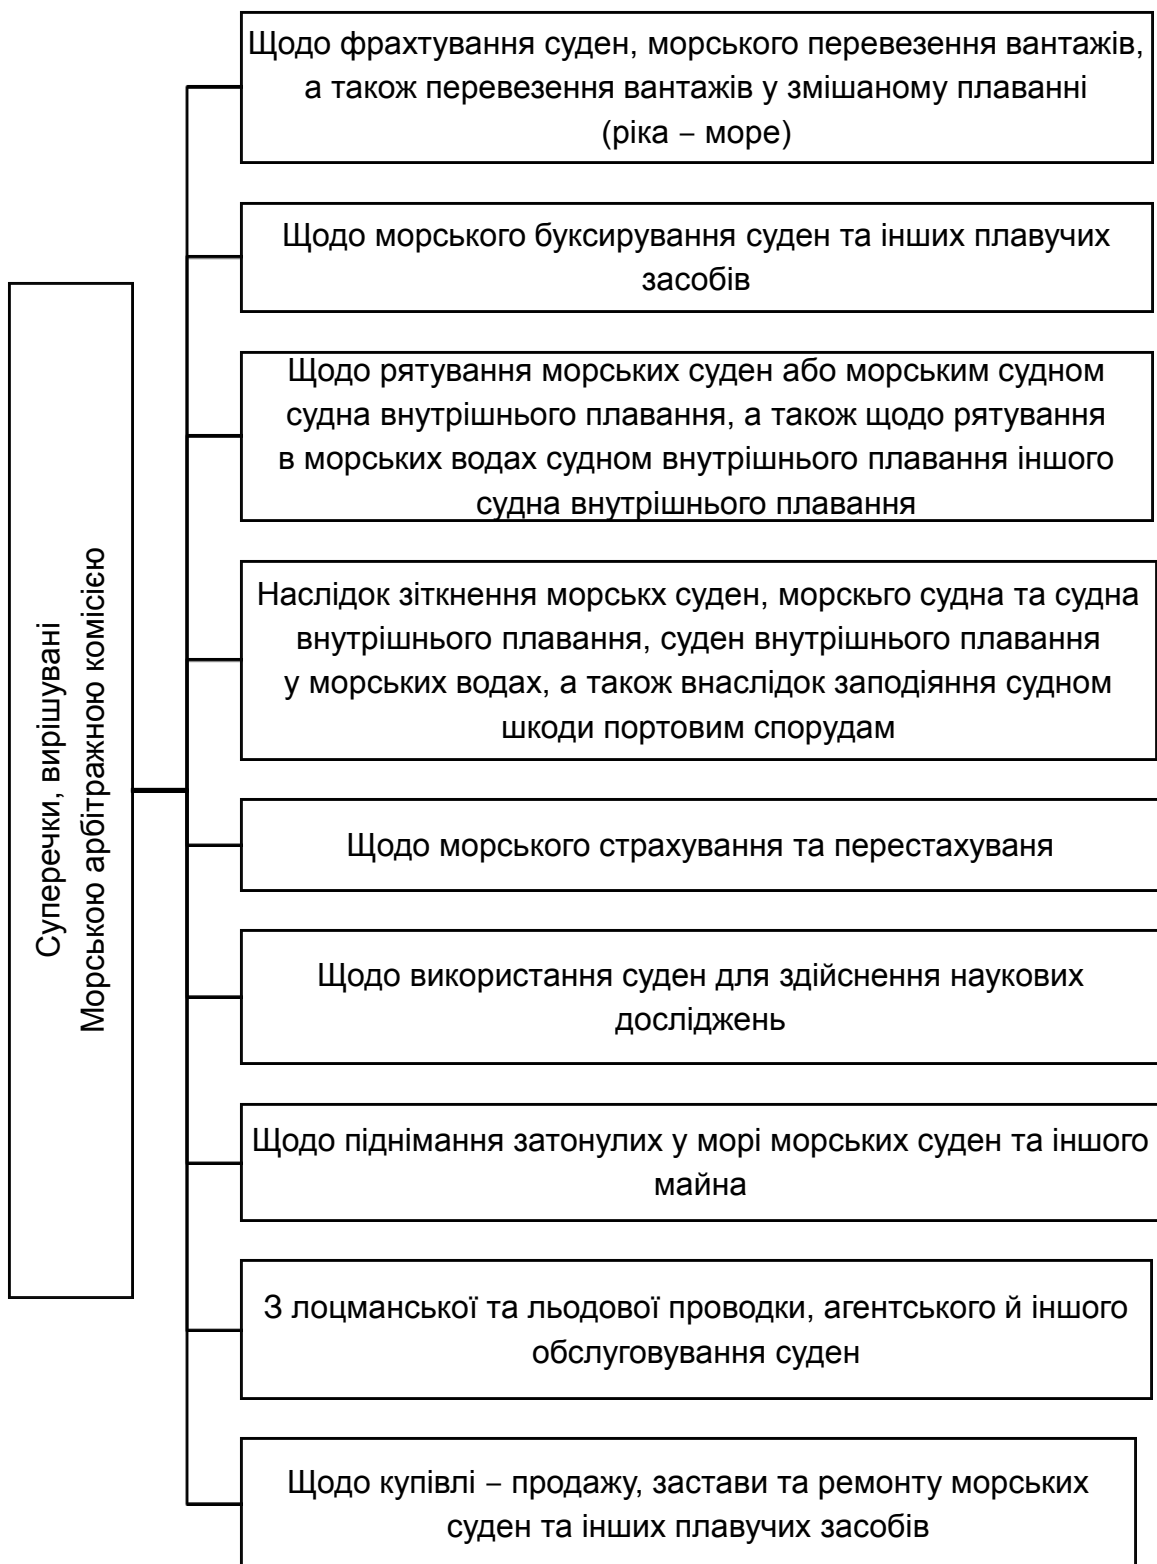 Щодо фрахтування суден, морського перевезення вантажів,
а також перевезення вантажів у змішаному плаванні
(ріка – море)
Щодо морського буксирування суден та інших плавучих
засобів
Щодо рятування морських суден або морським судном
судна внутрішнього плавання, а також щодо рятування
в морських водах судном внутрішнього плавання іншого
судна внутрішнього плавання
Наслідок зіткнення морськх суден, морскьго судна та судна
внутрішнього плавання, суден внутрішнього плавання
у морських водах, а також внаслідок заподіяння судном
шкоди портовим спорудам
Суперечки, вирішувані
Морською арбітражною комісією
Щодо морського страхування та перестахуваня
Щодо використання суден для здійснення наукових
досліджень
Щодо піднімання затонулих у морі морських суден та іншого
майна
З лоцманської та льодової проводки, агентського й іншого
обслуговування суден
Щодо купівлі – продажу, застави та ремонту морських
суден та інших плавучих засобів